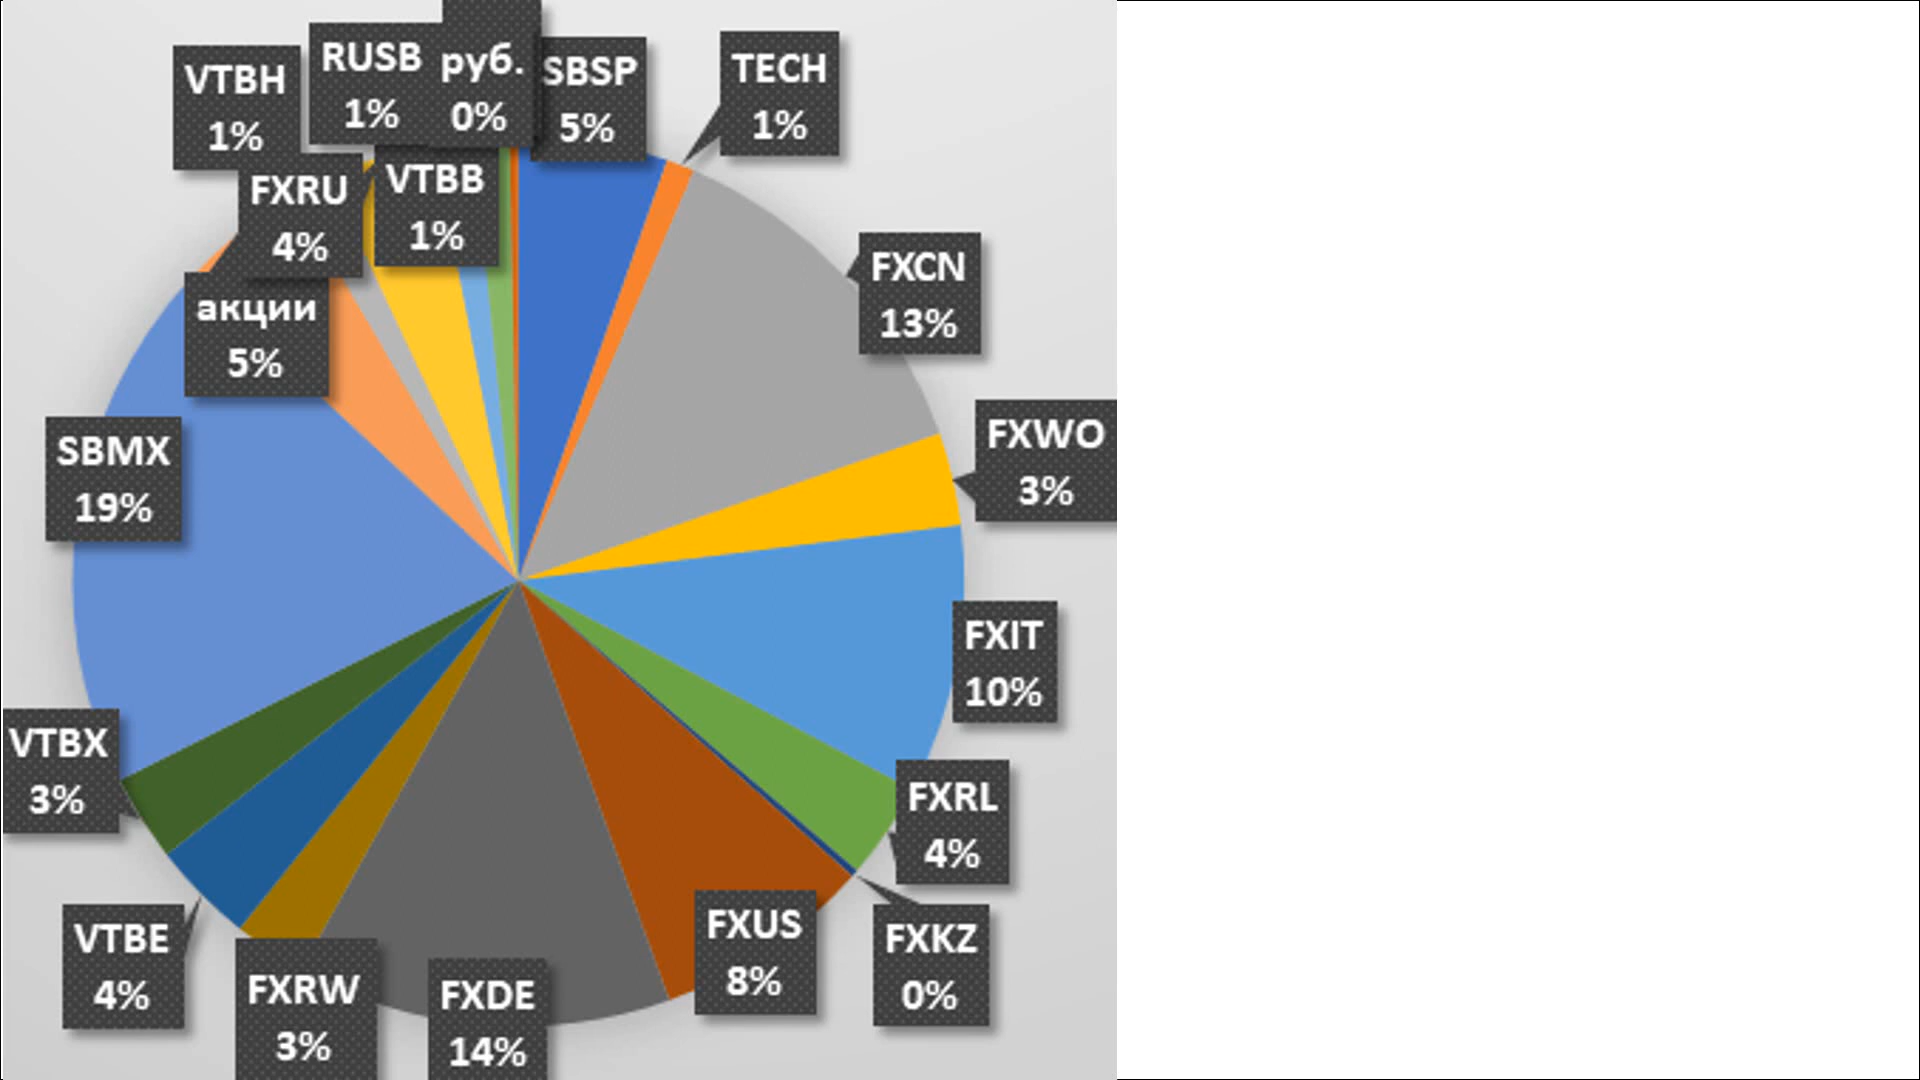 VTBH
1%
RUSB
1%
руб.
0%
SBSP
5%
TECH
1%
FXRU
4%
VTBB
1%
FXCN
13%
акции
5%
FXWO
3%
SBMX
19%
FXIT
10%
VTBX
3%
FXRL
4%
VTBE
4%
FXRW
3%
FXDE
14%
FXUS
8%
FXKZ
0%